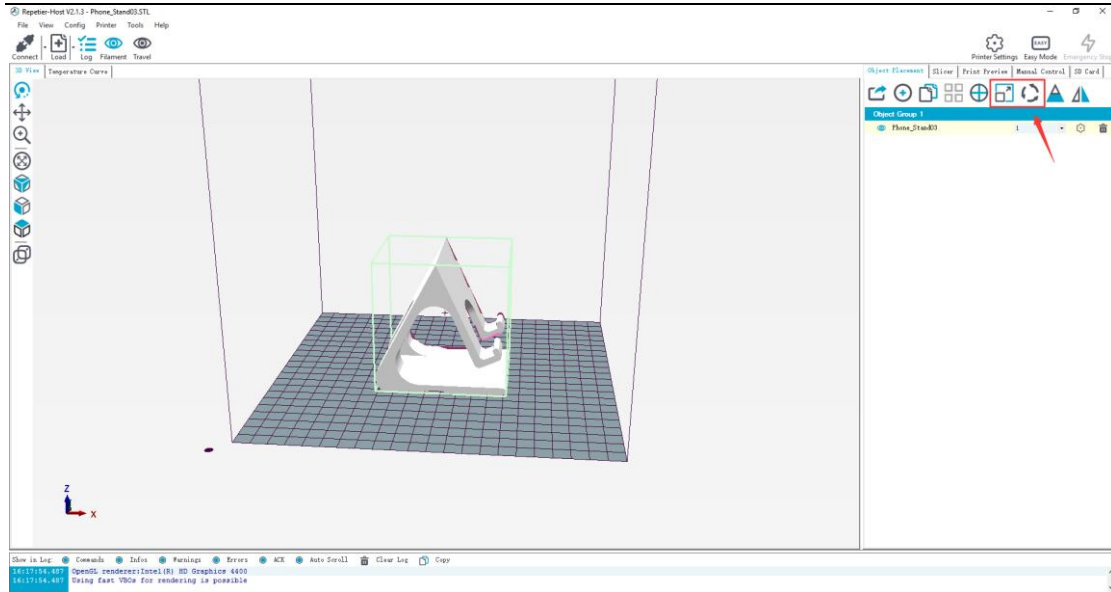 Repetier-Host V2.1.3 - Phone_Stand03.STL
File View Config Printer Tools Help
Connect Load Log Filament Travel Printer Settings Easy Mode Emergency Stop
EASY
3D View Temperature Curve
Object Placement Slicer Print Preview Manual Control SD Card
Object Group 1
Phone_Stand03 1
Z
X
Show in Log: Commands Infos Warnings Errors ACK Auto Scroll Clear Log Copy
16:17:54.487 OpenGL renderer:Intel(R) HD Graphics 4400
16:17:54.487 Using fast VBOs for rendering is possible